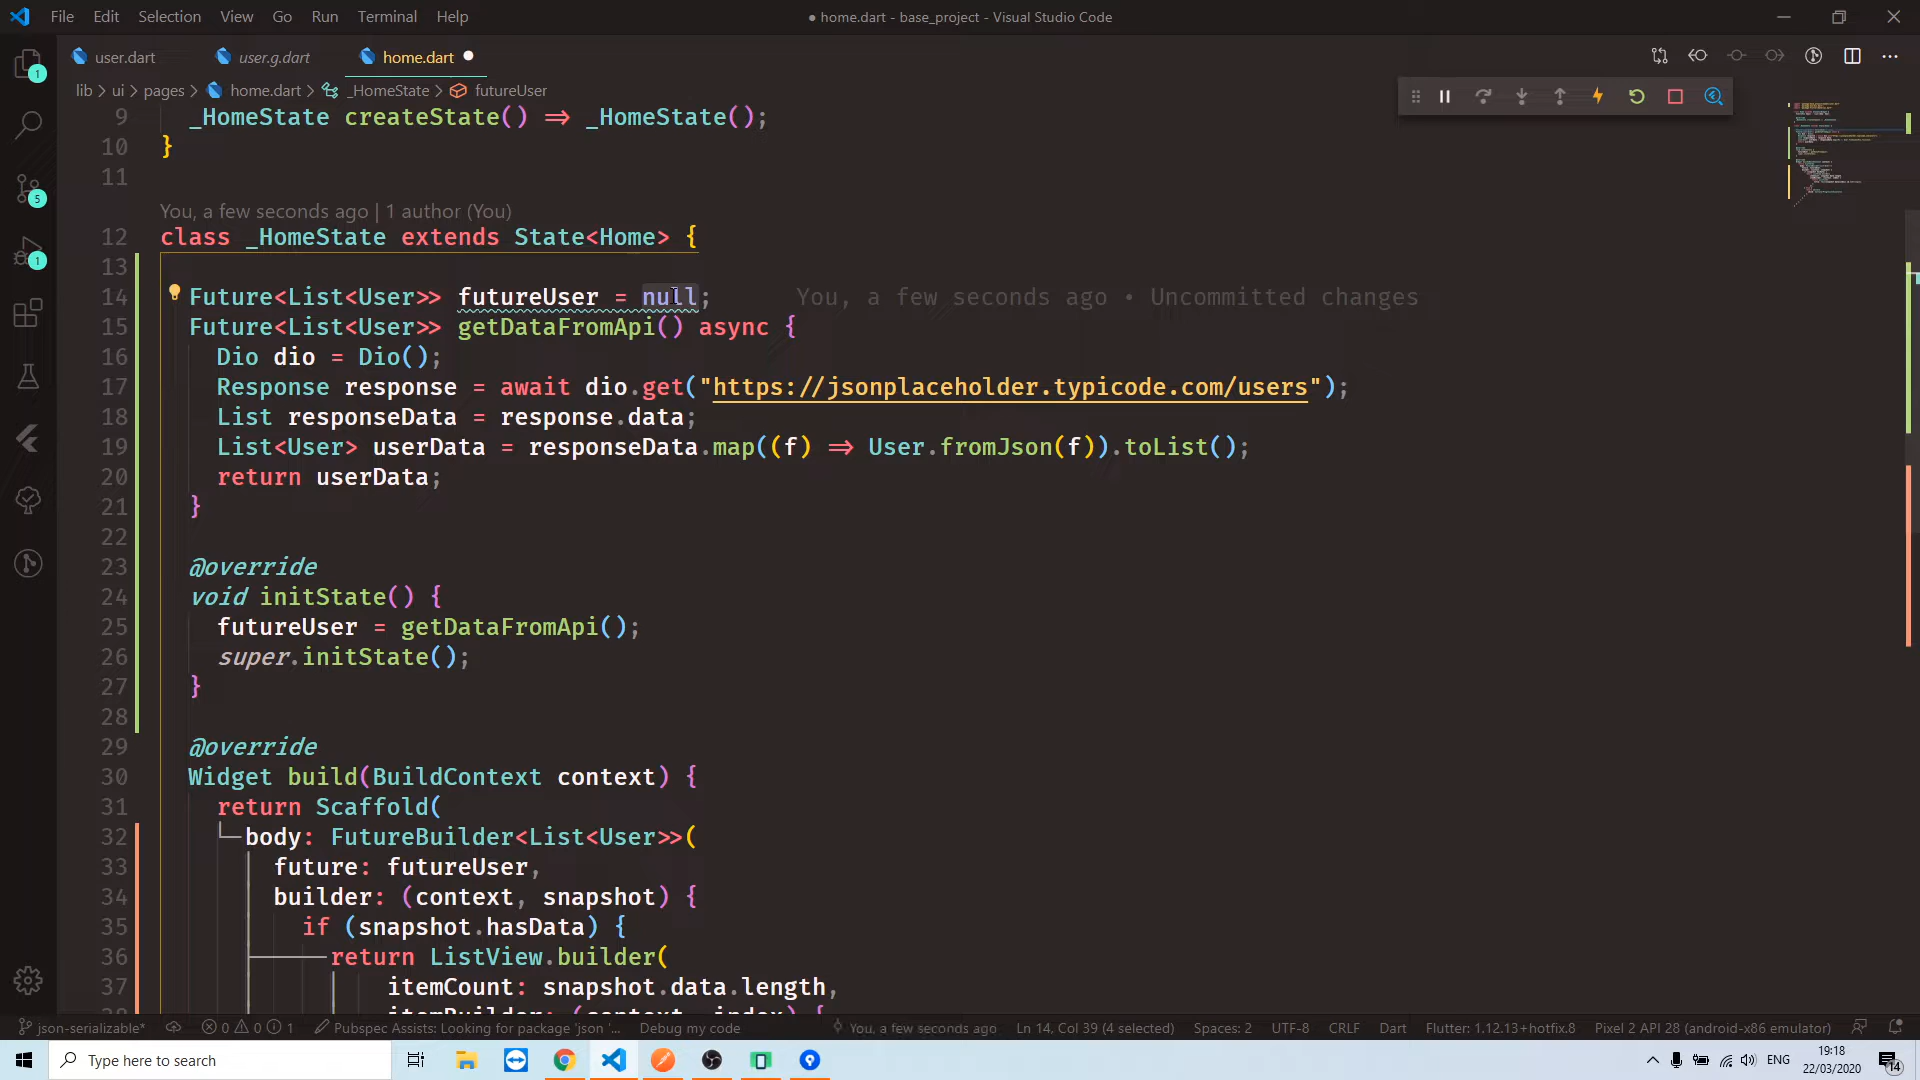 File Edit Selection View Go Run Terminal Help
● home.dart - base_project - Visual Studio Code
user.dart
user.g.dart
home.dart
lib > ui > pages > home.dart > _HomeState > futureUser
9 _HomeState createState() => _HomeState();
10 }
11
You, a few seconds ago | 1 author (You)
12 class _HomeState extends State<Home> {
13
14 Future<List<User>> futureUser = null; You, a few seconds ago • Uncommitted changes
15 Future<List<User>> getDataFromApi() async {
16 Dio dio = Dio();
17 Response response = await dio.get("https://jsonplaceholder.typicode.com/users");
18 List responseData = response.data;
19 List<User> userData = responseData.map((f) => User.fromJson(f)).toList();
20 return userData;
21 }
22
23 @override
24 void initState() {
25 futureUser = getDataFromApi();
26 super.initState();
27 }
28
29 @override
30 Widget build(BuildContext context) {
31 return Scaffold(
32 body: FutureBuilder<List<User>>(
33 future: futureUser,
34 builder: (context, snapshot) {
35 if (snapshot.hasData) {
36 return ListView.builder(
37 itemCount: snapshot.data.length,
1
5
1
json-serializable* 0 0 1 Pubspec Assists: Looking for package 'json '... Debug my code You, a few seconds ago Ln 14, Col 39 (4 selected) Spaces: 2 UTF-8 CRLF Dart Flutter: 1.12.13+hotfix.8 Pixel 2 API 28 (android-x86 emulator)
Type here to search
ENG
19:18
22/03/2020
14